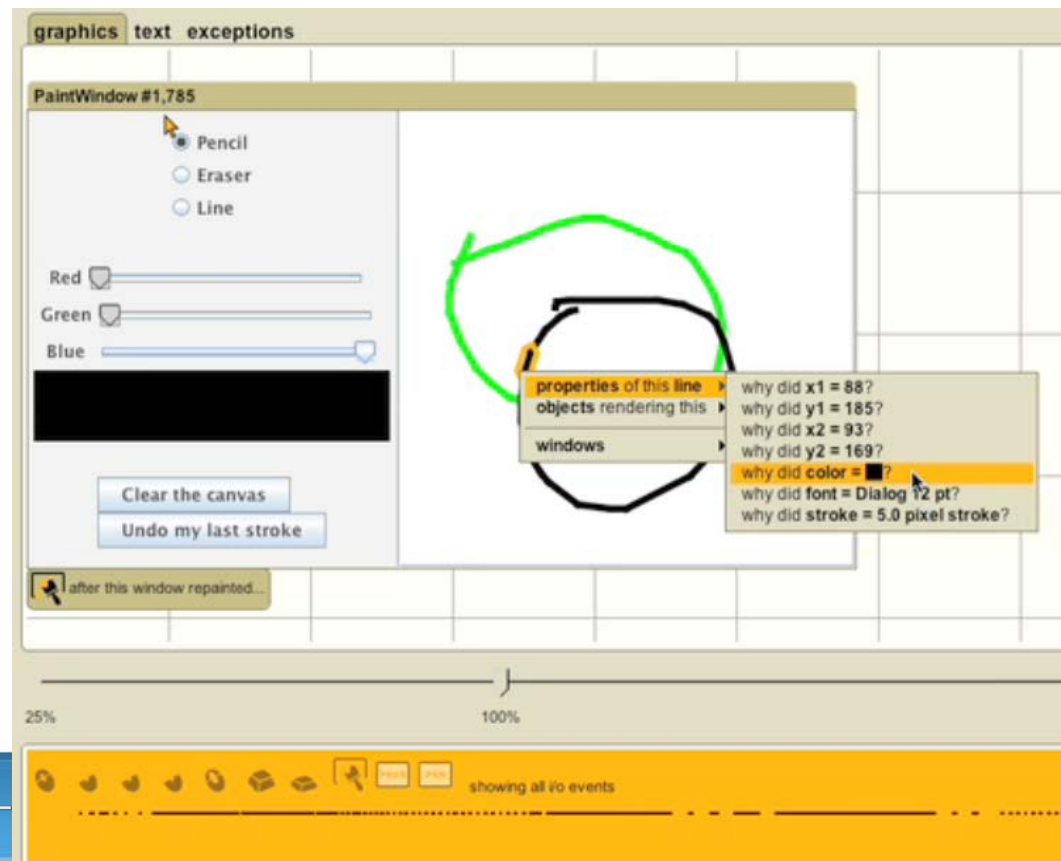 graphics text exceptions
PaintWindow #1,785
Pencil
Eraser
Line
Red
Green
Blue
Clear the canvas
Undo my last stroke
properties of this line
objects rendering this
windows
why did x1 = 88?
why did y1 = 185?
why did x2 = 93?
why did y2 = 169?
why did color = ?
why did font = Dialog 12 pt?
why did stroke = 5.0 pixel stroke?
after this window repainted...
25%
100%
showing all i/o events